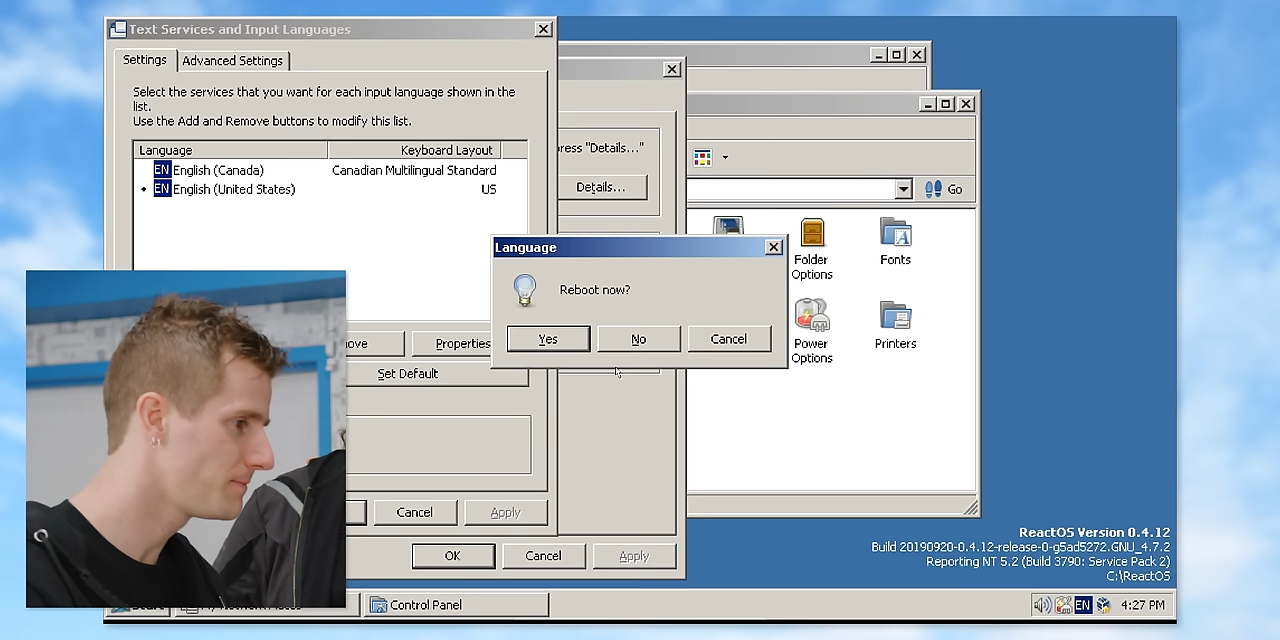 Text Services and Input Languages
Settings
Advanced Settings
Select the services that you want for each input language shown in the
list.
Use the Add and Remove buttons to modify this list.
Language
Keyboard Layout
EN English (Canada)
Canadian Multilingual Standard
EN English (United States)
US
Properties
Set Default
Cancel
Apply
"Details..."
Details...
OK
Cancel
Apply
Go
Folder
Options
Fonts
Power
Options
Printers
Language
Reboot now?
Yes
No
Cancel
ReactOS Version 0.4.12
Build 20190920-0.4.12-release-0-g5ad5272.GNU_4.7.2
Reporting NT 5.2 (Build 3790: Service Pack 2)
C:\ReactOS
Control Panel
EN
4:27 PM